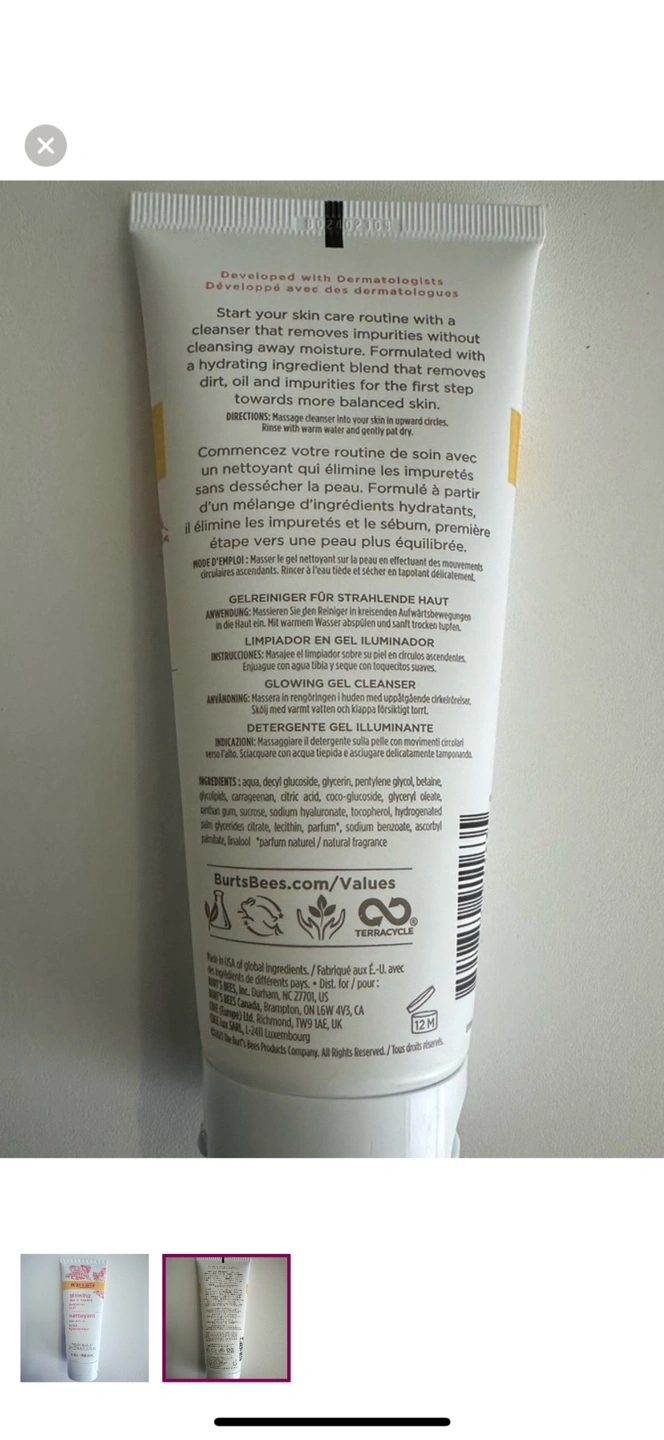 Developed with Dermatologists
Développé avec des dermatologues
Start your skin care routine with a
cleanser that removes impurities without
cleansing away moisture. Formulated with
a hydrating ingredient blend that removes
dirt, oil and impurities for the first step
towards more balanced skin.
DIRECTIONS: Massage cleanser into your skin in upward circles.
Rinse with warm water and gently pat dry.
Commencez votre routine de soin avec
un nettoyant qui élimine les impuretés
sans dessécher la peau. Formulé à partir
d'un mélange d'ingrédients hydratants,
il élimine les impuretés et le sébum, première
étape vers une peau plus équilibrée.
MODE D'EMPLOI : Masser le gel nettoyant sur la peau en effectuant des mouvements
circulaires ascendants. Rincer à l'eau tiède et sécher en tapotant délicatement.
GELREINIGER FÜR STRAHLENDE HAUT
ANWENDUNG: Massieren Sie den Reiniger in kreisenden Aufwärtsbewegungen
in die Haut ein. Mit warmem Wasser abspülen und sanft trocken tupfen.
LIMPIADOR EN GEL ILUMINADOR
INSTRUCCIONES: Masajee el limpiador sobre su piel en círculos ascendentes.
Enjuague con agua tibia y seque con toquecitos suaves.
GLOWING GEL CLEANSER
ANVÄNDNING: Massera in rengöringen i huden med uppåtgående cirkelrörelser.
Skölj med varmt vatten och klappa försiktigt torrt.
DETERGENTE GEL ILLUMINANTE
INDICAZIONI: Massaggiare il detergente sulla pelle con movimenti circolari
verso l'alto. Sciacquare con acqua tiepida e asciugare delicatamente tamponando.
INGREDIENTS : aqua, decyl glucoside, glycerin, pentylene glycol, betaine,
glycolipids, carrageenan, citric acid, coco-glucoside, glyceryl oleate,
xanthan gum, sucrose, sodium hyaluronate, tocopherol, hydrogenated
palm glycerides citrate, lecithin, parfum*, sodium benzoate, ascorbyl
palmitate, linalool *parfum naturel / natural fragrance
BurtsBees.com/Values
TERRACYCLE®
Made in USA of global ingredients. / Fabriqué aux É.-U. avec
des ingrédients de différents pays. • Dist. for / pour :
BURT'S BEES, Inc. Durham, NC 27701, US
BURT'S BEES Canada, Brampton, ON L6W 4V3, CA
(Europe) Ltd. Richmond, TW9 1AE, UK
SARL, L-2411 Luxembourg
The Burt's Bees Products Company. All Rights Reserved. / Tous droits réservés.
12 M
BURT'S BEES
glowing
nettoyant